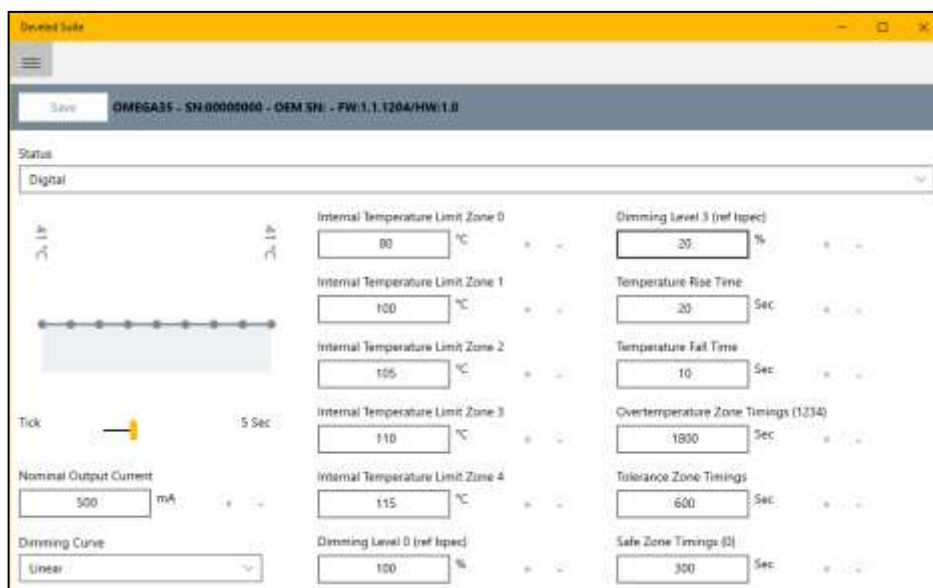 Develed Suite
Save OMEGA35 - SN:00000000 - OEM SN: - FW:1.1.1204/HW:1.0
Status
Digital
41 °C
41 °C
Tick 5 Sec
Nominal Output Current
500 mA + -
Dimming Curve
Linear
Internal Temperature Limit Zone 0
80 °C + -
Internal Temperature Limit Zone 1
100 °C + -
Internal Temperature Limit Zone 2
105 °C + -
Internal Temperature Limit Zone 3
110 °C + -
Internal Temperature Limit Zone 4
115 °C + -
Dimming Level 0 (ref Ispec)
100 % + -
Dimming Level 3 (ref Ispec)
20 % + -
Temperature Rise Time
20 Sec + -
Temperature Fall Time
10 Sec + -
Overtemperature Zone Timings (1234)
1800 Sec + -
Tolerance Zone Timings
600 Sec + -
Safe Zone Timings (0)
300 Sec + -